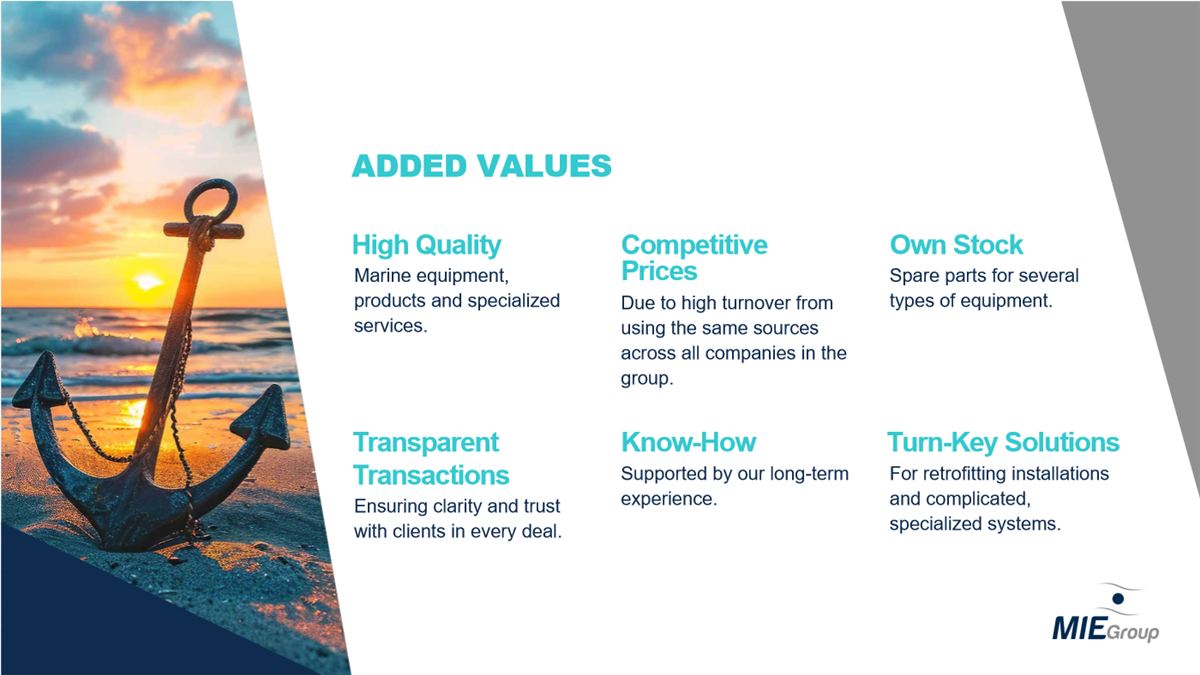 ADDED VALUES
High Quality
Marine equipment,
products and specialized
services.
Competitive
Prices
Due to high turnover from
using the same sources
across all companies in the
group.
Own Stock
Spare parts for several
types of equipment.
Transparent
Transactions
Ensuring clarity and trust
with clients in every deal.
Know-How
Supported by our long-term
experience.
Turn-Key Solutions
For retrofitting installations
and complicated,
specialized systems.
MIE Group